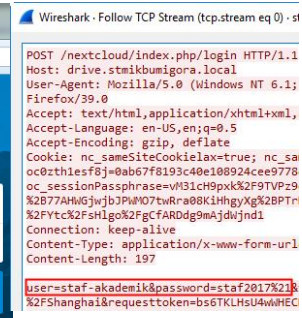 Wireshark · Follow TCP Stream (tcp.stream eq 0) · st
POST /nextcloud/index.php/login HTTP/1.1
Host: drive.stmikbumigora.local
User-Agent: Mozilla/5.0 (Windows NT 6.1;
Firefox/39.0
Accept: text/html,application/xhtml+xml,
Accept-Language: en-US,en;q=0.5
Accept-Encoding: gzip, deflate
Cookie: nc_sameSiteCookielax=true; nc_sam
oc0zth1esf8j=0ab67f8193c40e108924cee9778
oc_sessionPassphrase=vM31cH9pxk%2F9TVPz9
%2B77AHWGjwjbJPWMO7twRra08KiHhgyXg%2BPTrI
%2FYtc%2FsHlgo%2FgCfARDdg9mAjdWjnd1
Connection: keep-alive
Content-Type: application/x-www-form-url
Content-Length: 197
user=staf-akademik&password=staf2017%21&
%2FShanghai&requesttoken=bs6TKLHsU4wWHEC